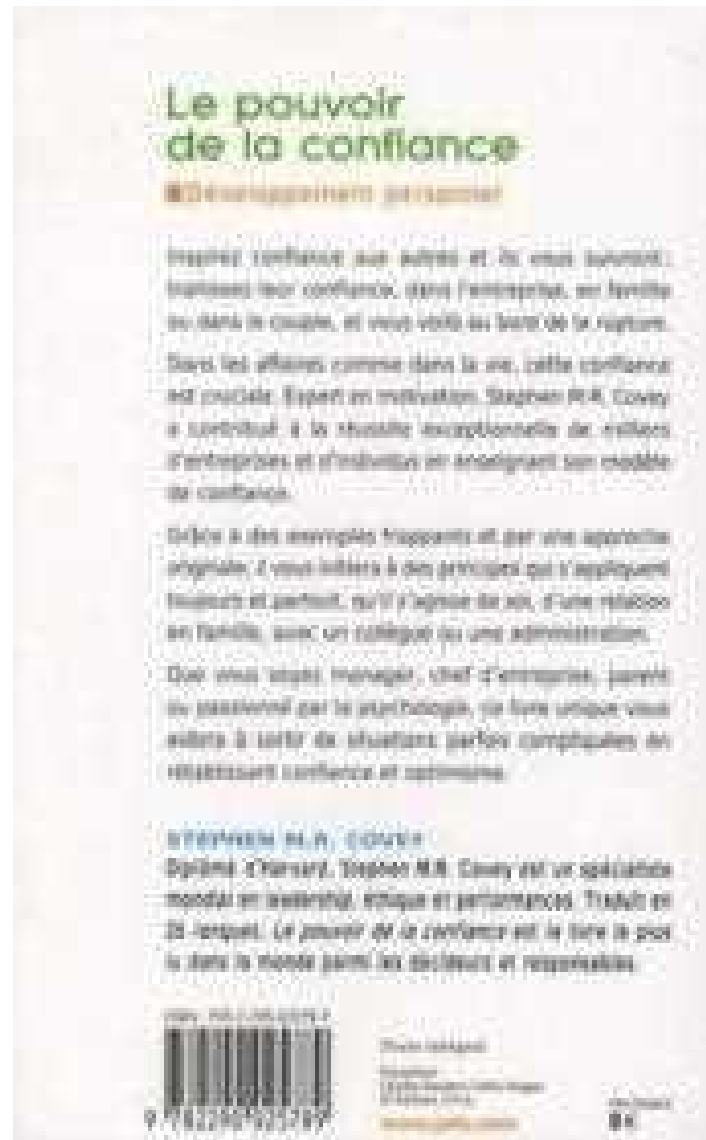 Le pouvoir
de la confiance
Développement personnel
Inspirez confiance aux autres et ils vous suivront;
trahissez leur confiance, dans l'entreprise, en famille
ou dans le couple, et vous voilà au bord de la rupture.
Dans les affaires comme dans la vie, cette confiance
est cruciale. Expert en motivation, Stephen M.R. Covey
a contribué à la réussite exceptionnelle de milliers
d'entreprises et d'individus en enseignant son modèle
de confiance.
Grâce à des exemples frappants et par une approche
originale, il vous initiera à des principes qui s'appliquent
toujours et partout, qu'il s'agisse de soi, d'une relation
en famille, avec un collègue ou une administration.
Que vous soyez manager, chef d'entreprise, parent
ou passionné par la psychologie, ce livre unique vous
aidera à sortir de situations parfois compliquées en
rétablissant confiance et optimisme.
STEPHEN M.R. COVEY
Diplômé d'Harvard, Stephen M.R. Covey est un spécialiste
mondial en leadership, éthique et performances. Traduit en
26 langues, Le pouvoir de la confiance est le livre le plus
lu dans le monde parmi les décideurs et responsables.
Texte intégral